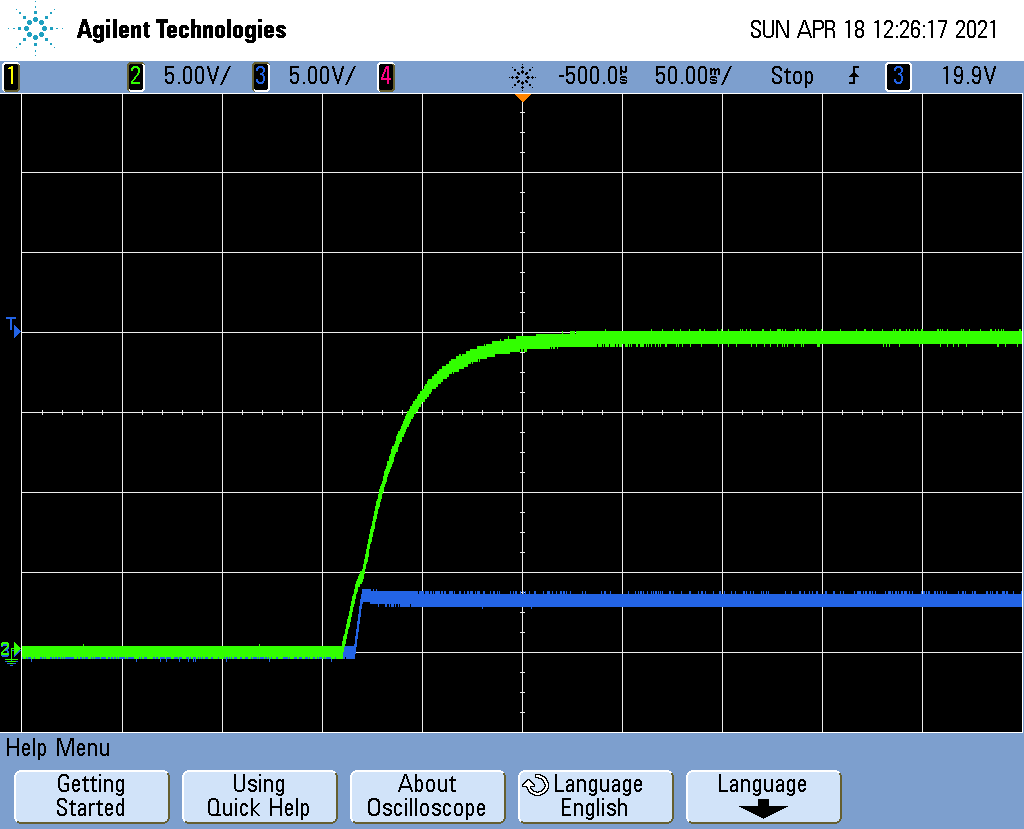 Agilent Technologies
SUN APR 18 12:26:17 2021
1 2 5.00V/ 3 5.00V/ 4 -500.0µs 50.00ms/ Stop 3 19.9V
T
2
Help Menu
Getting Started
Using Quick Help
About Oscilloscope
Language English
Language